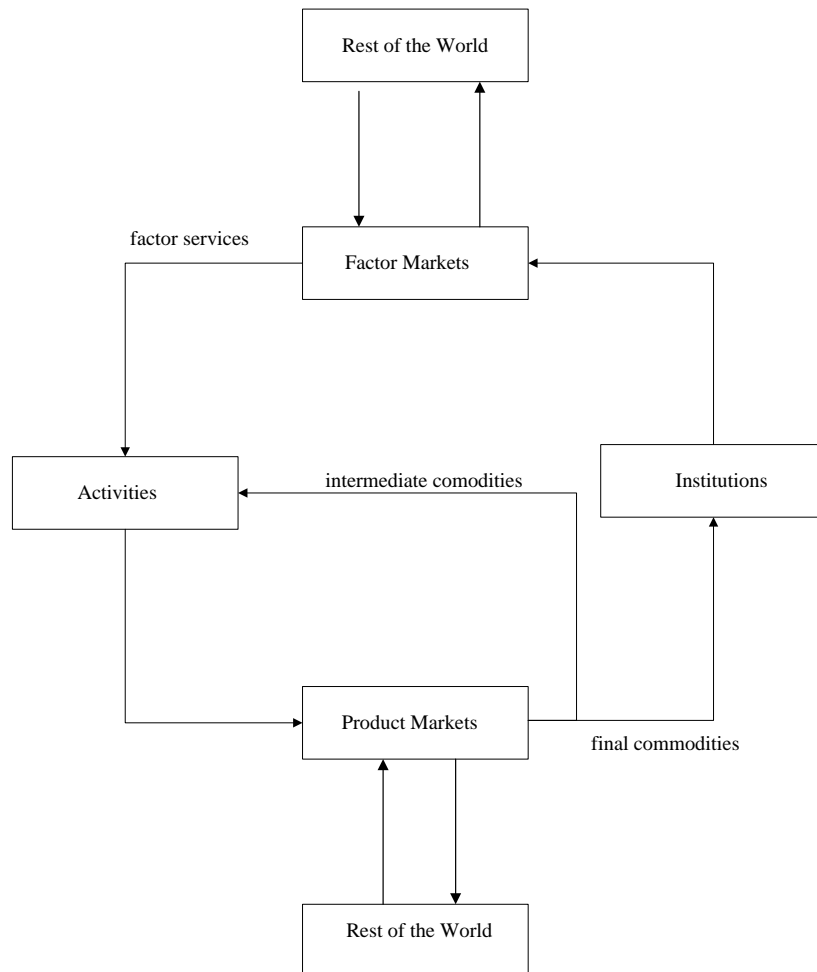 Rest of the World
factor services
Factor Markets
Activities
intermediate comodities
Institutions
Product Markets
final commodities
Rest of the World